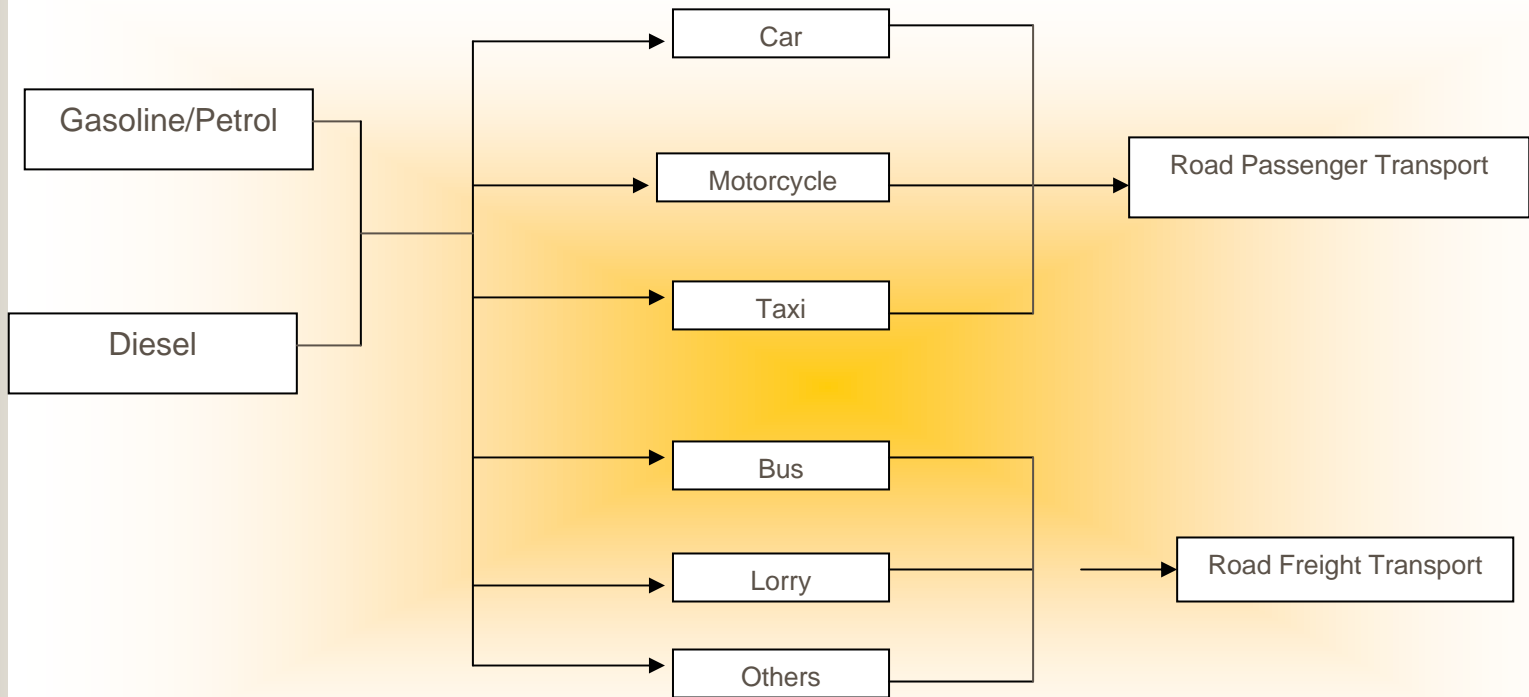 Car
Gasoline/Petrol
Motorcycle
Road Passenger Transport
Taxi
Diesel
Bus
Lorry
Road Freight Transport
Others